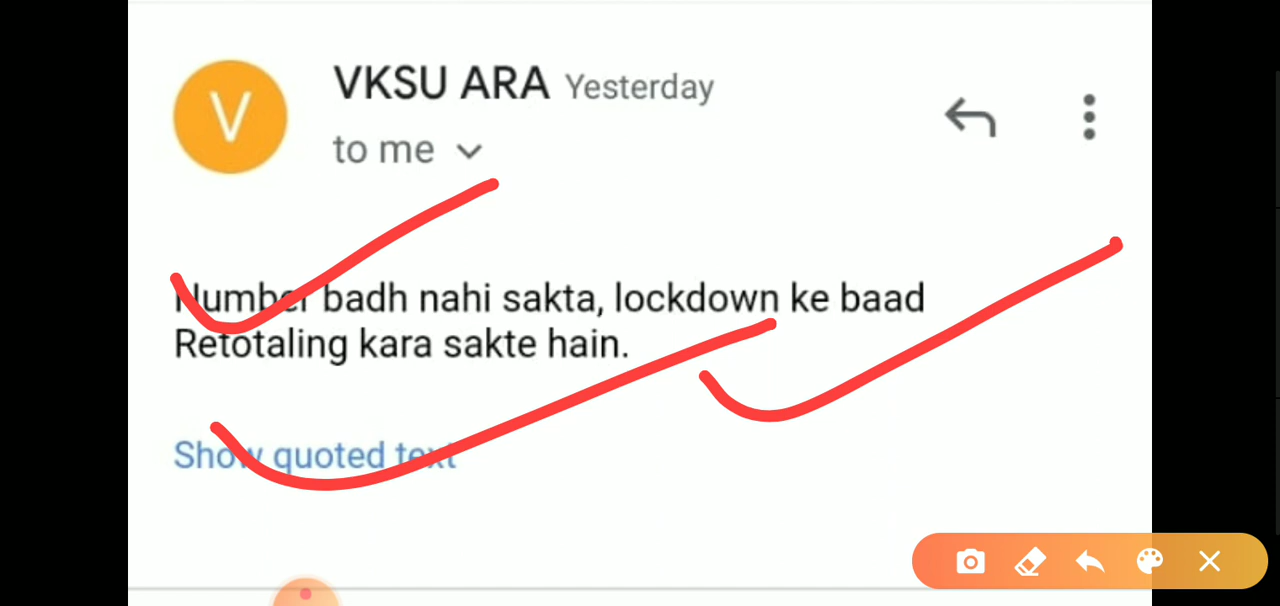 V
VKSU ARA Yesterday
to me
Number badh nahi sakta, lockdown ke baad
Retotaling kara sakte hain.
Show quoted text